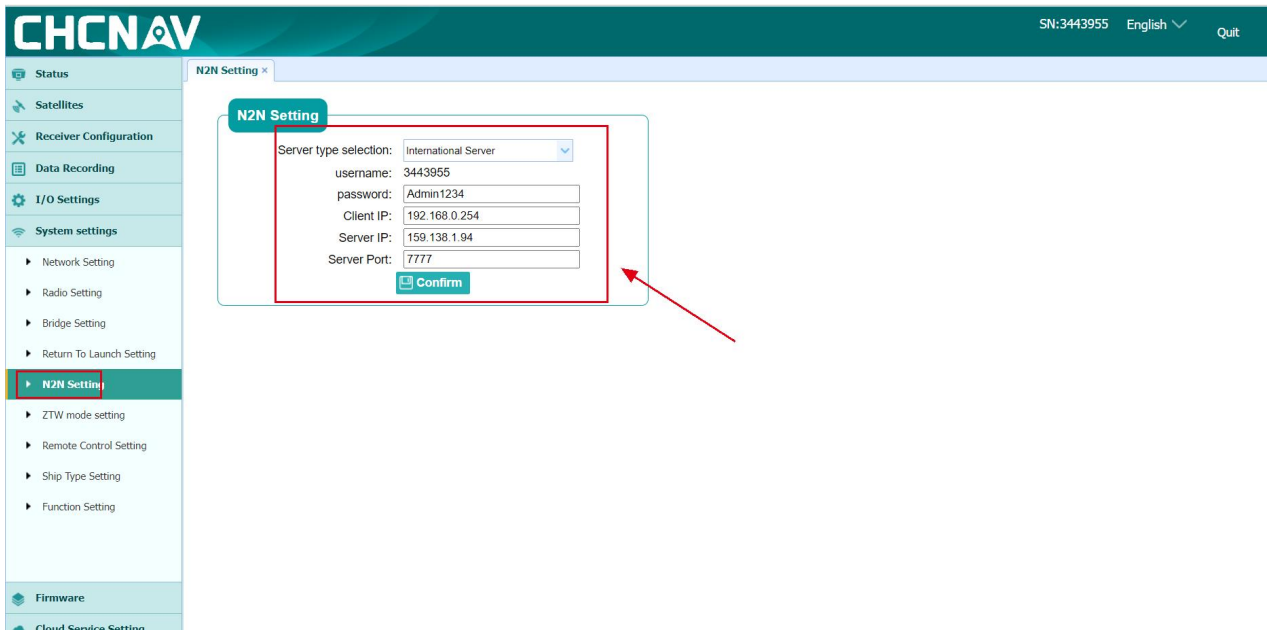 CHCNAV
SN:3443955 English Quit
Status
Satellites
Receiver Configuration
Data Recording
I/O Settings
System settings
Network Setting
Radio Setting
Bridge Setting
Return To Launch Setting
N2N Setting
ZTW mode setting
Remote Control Setting
Ship Type Setting
Function Setting
Firmware
Cloud Service Setting
N2N Setting ×
N2N Setting
Server type selection: International Server
username: 3443955
password: Admin1234
Client IP: 192.168.0.254
Server IP: 159.138.1.94
Server Port: 7777
Confirm